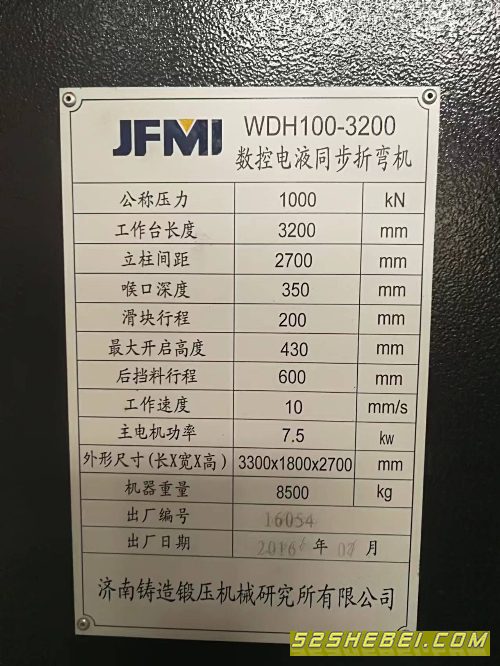 JFMI WDH100-3200
数控电液同步折弯机
公称压力 1000 kN
工作台长度 3200 mm
立柱间距 2700 mm
喉口深度 350 mm
滑块行程 200 mm
最大开启高度 430 mm
后挡料行程 600 mm
工作速度 10 mm/s
主电机功率 7.5 kw
外形尺寸(长X宽X高) 3300x1800x2700 mm
机器重量 8500 kg
出厂编号 16054
出厂日期 2016 年 月
济南铸造锻压机械研究所有限公司
52SHEBEI.COM